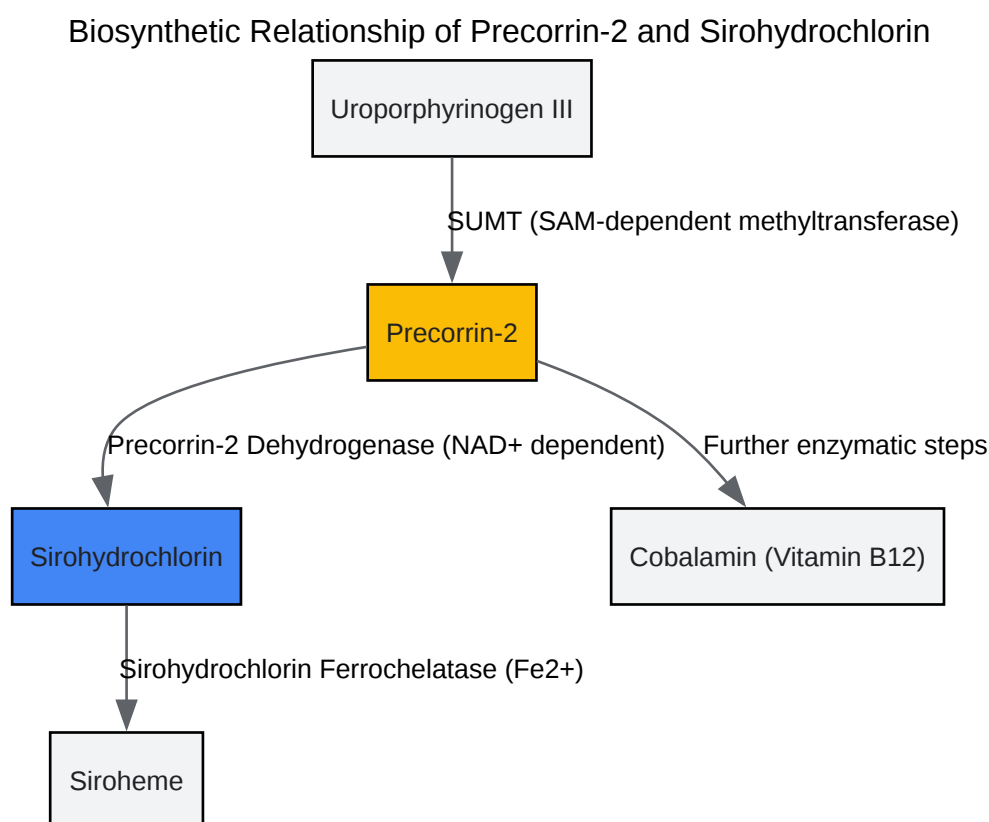 Biosynthetic Relationship of Precorrin-2 and Sirohydrochlorin
Uroporphyrinogen III
SUMT (SAM-dependent methyltransferase)
Precorrin-2
Precorrin-2 Dehydrogenase (NAD+ dependent)
Further enzymatic steps
Sirohydrochlorin
Cobalamin (Vitamin B12)
Sirohydrochlorin Ferrochelatase (Fe2+)
Siroheme